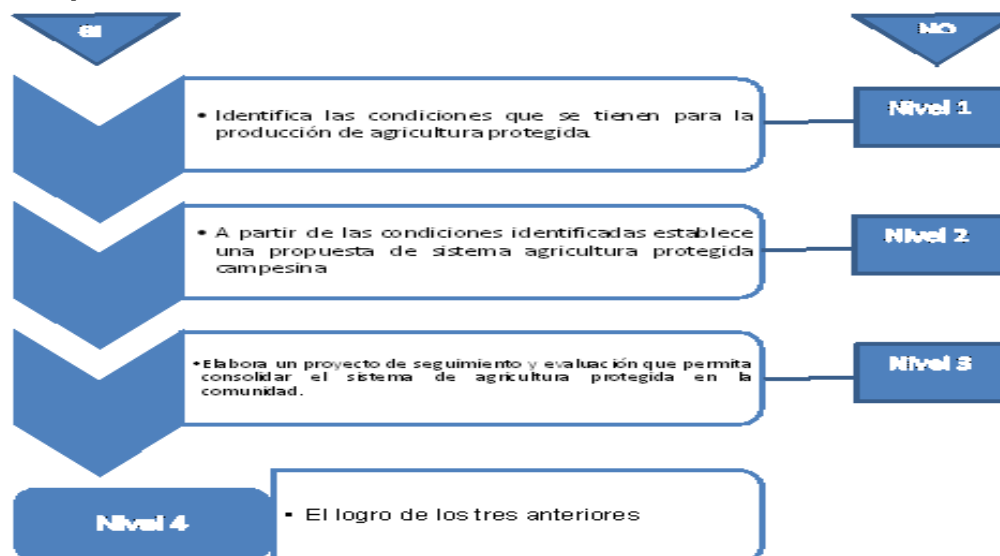 SI
NO
• Identifica las condiciones que se tienen para la
producción de agricultura protegida.
Nivel 1
• A partir de las condiciones identificadas establece
una propuesta de sistema agricultura protegida
campesina
Nivel 2
•Elabora un proyecto de seguimiento y evaluación que permita
consolidar el sistema de agricultura protegida en la
comunidad.
Nivel 3
Nivel 4
• El logro de los tres anteriores